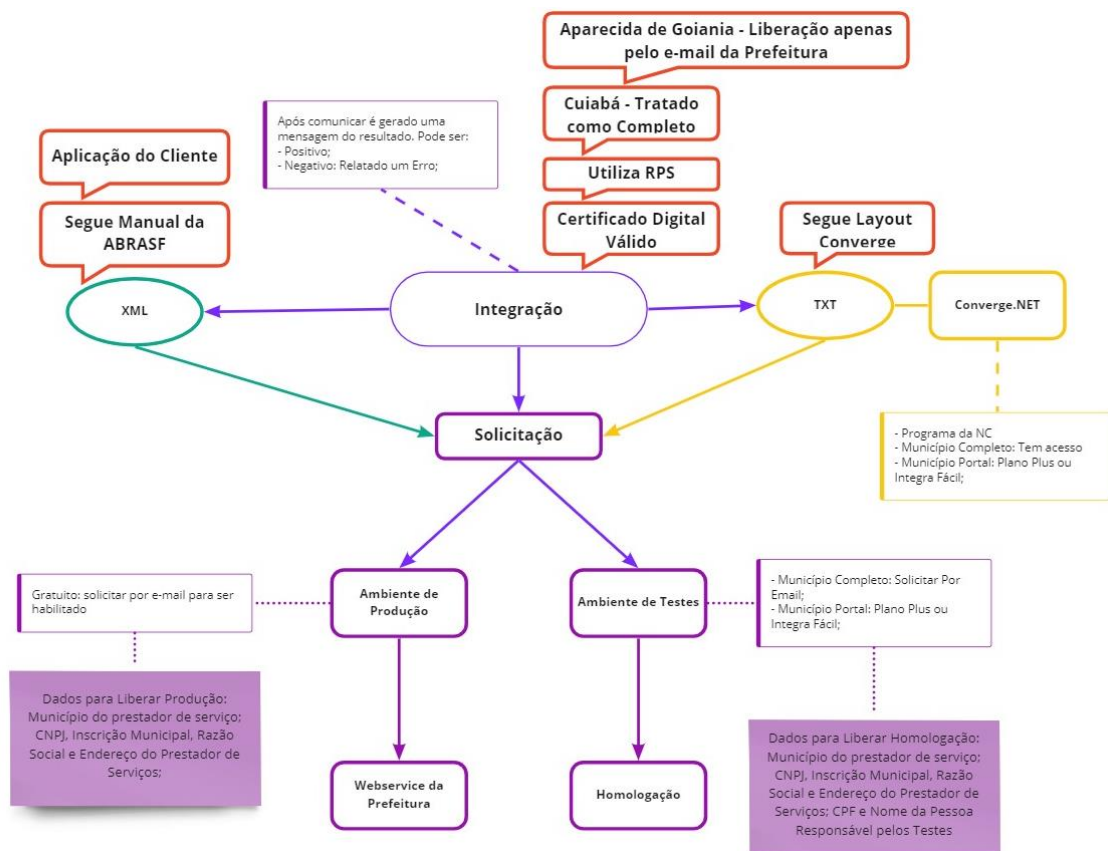 Aparecida de Goiania - Liberação apenas
pelo e-mail da Prefeitura
Cuiabá - Tratado
como Completo
Utiliza RPS
Certificado Digital
Válido
Após comunicar é gerado uma
mensagem do resultado. Pode ser:
- Positivo;
- Negativo: Relatado um Erro;
Aplicação do Cliente
Segue Manual da
ABRASF
Segue Layout
Converge
XML
Integração
TXT
Converge.NET
Solicitação
- Programa da NC
- Município Completo: Tem acesso
- Município Portal: Plano Plus ou
Integra Fácil;
Gratuito: solicitar por e-mail para ser
habilitado
Ambiente de
Produção
Ambiente de Testes
- Município Completo: Solicitar Por
Email;
- Município Portal: Plano Plus ou
Integra Fácil;
Dados para Liberar Produção:
Município do prestador de serviço;
CNPJ, Inscrição Municipal, Razão
Social e Endereço do Prestador de
Serviços;
Webservice da
Prefeitura
Homologação
Dados para Liberar Homologação:
Município do prestador de serviço;
CNPJ, Inscrição Municipal, Razão
Social e Endereço do Prestador de
Serviços; CPF e Nome da Pessoa
Responsável pelos Testes